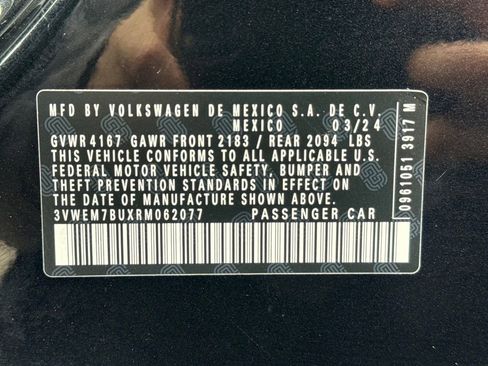 MFD BY VOLKSWAGEN DE MEXICO S.A. DE C.V.
MEXICO 03/24
GVWR 4167 GAWR FRONT 2183 / REAR 2094 LBS
THIS VEHICLE CONFORMS TO ALL APPLICABLE U.S.
FEDERAL MOTOR VEHICLE SAFETY, BUMPER AND
THEFT PREVENTION STANDARDS IN EFFECT ON
THE DATE OF MANUFACTURE SHOWN ABOVE.
3VWEM7BUXRM062077 PASSENGER CAR
0961051 3917 M